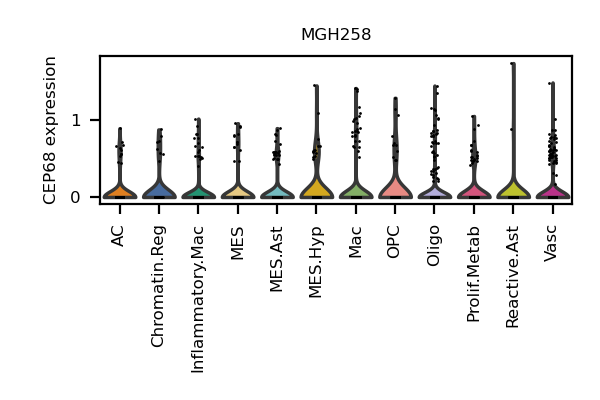 MGH258
CEP68 expression
1
0
AC
Chromatin.Reg
Inflammatory.Mac
MES
MES.Ast
MES.Hyp
Mac
OPC
Oligo
Prolif.Metab
Reactive.Ast
Vasc